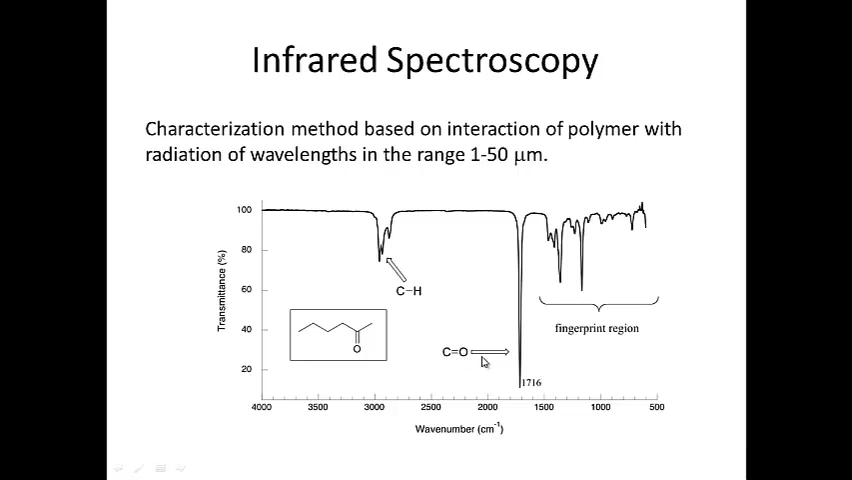 Infrared Spectroscopy
Characterization method based on interaction of polymer with
radiation of wavelengths in the range 1-50 μm.
100
80
60
40
20
Transmittance (%)
C−H
O
C=O
1716
fingerprint region
4000 3500 3000 2500 2000 1500 1000 500
Wavenumber (cm⁻¹)